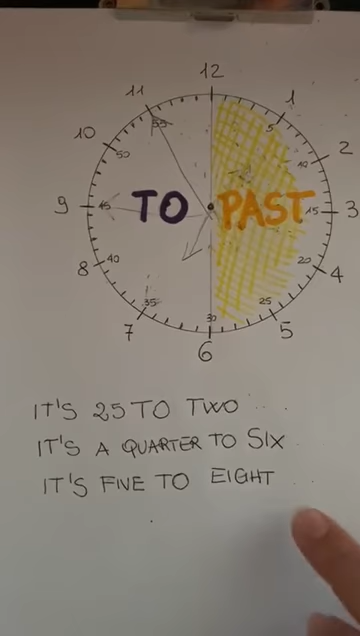 12
11 1
55 5
10 2
50 10
9 45 TO PAST 15 3
8 40 20 4
35 25
7 30 5
6
IT'S 25 TO TWO
IT'S A QUARTER TO SIX
IT'S FIVE TO EIGHT